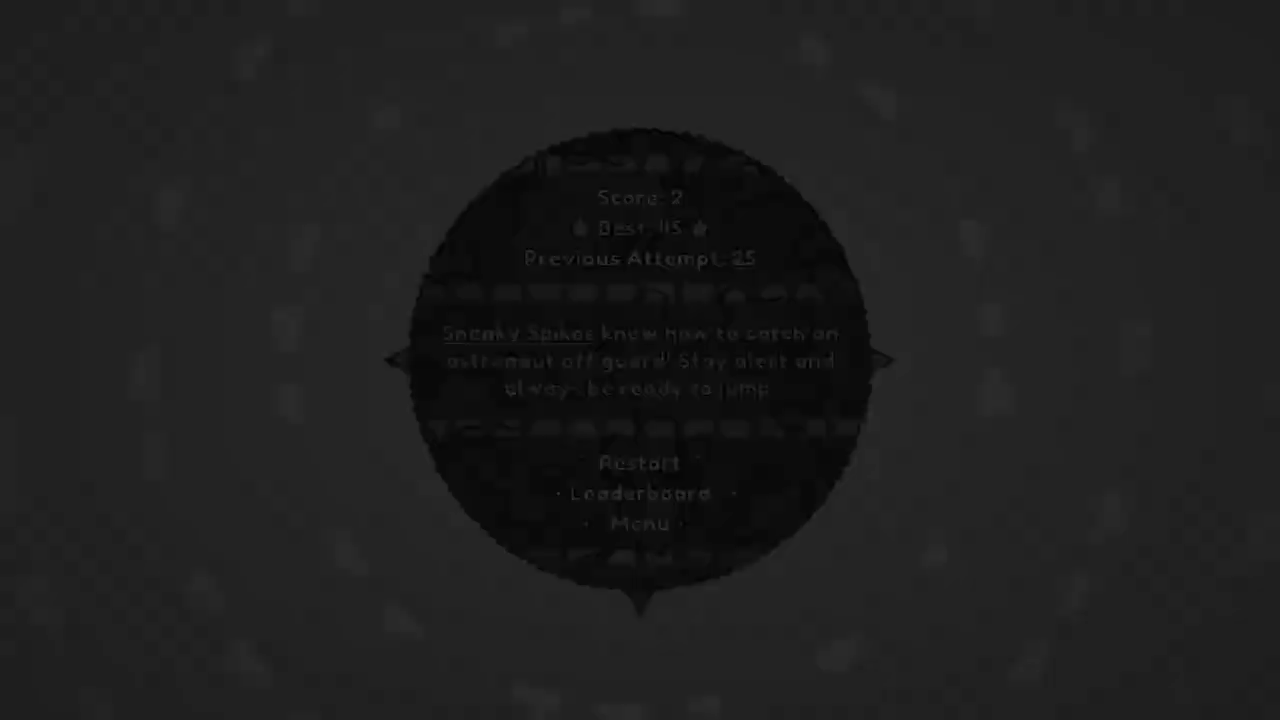 Score: 2
Best: 115
Previous Attempt: 25
Sneaky Spikes know how to catch an
astronaut off guard! Stay alert and
always be ready to jump
Restart
· Leaderboard ·
· Menu ·